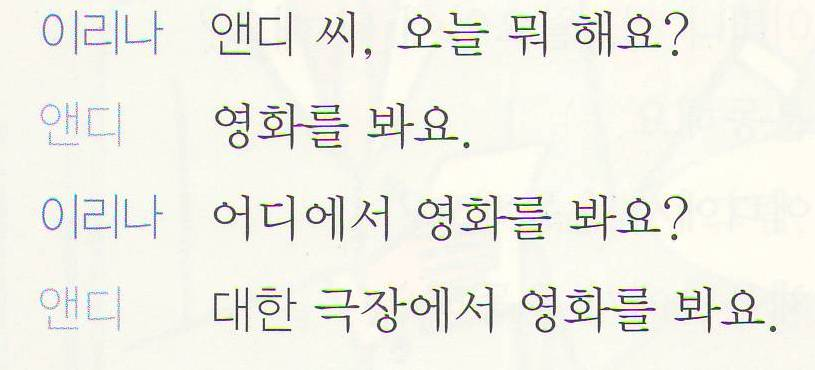 이리나 앤디 씨, 오늘 뭐 해요?
앤디 영화를 봐요.
이리나 어디에서 영화를 봐요?
앤디 대한 극장에서 영화를 봐요.